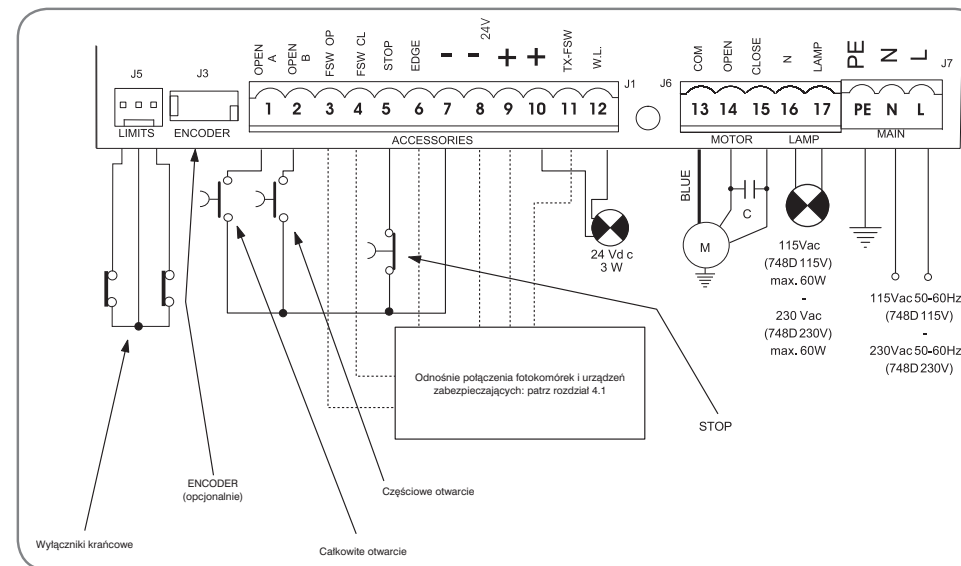 J5
J3
OPEN A
OPEN B
FSW OP
FSW CL
STOP
EDGE
-
-
24V
+
+
TX-FSW
W.L.
J1
J6
COM
OPEN
CLOSE
N
LAMP
PE
N
L
J7
1 2 3 4 5 6 7 8 9 10 11 12
13 14 15 16 17 PE N L
LIMITS
ENCODER
ACCESSORIES
MOTOR
LAMP
MAIN
BLUE
C
M
24 Vd c
3 W
115Vac
(748D 115V)
max. 60W
-
230 Vac
(748D 230V)
max. 60W
115Vac 50-60Hz
(748D 115V)
-
230Vac 50-60Hz
(748D 230V)
Odnośnie połączenia fotokomórek i urządzeń
zabezpieczających: patrz rozdział 4.1
STOP
ENCODER
(opcjonalnie)
Częściowe otwarcie
Wyłączniki krańcowe
Całkowite otwarcie